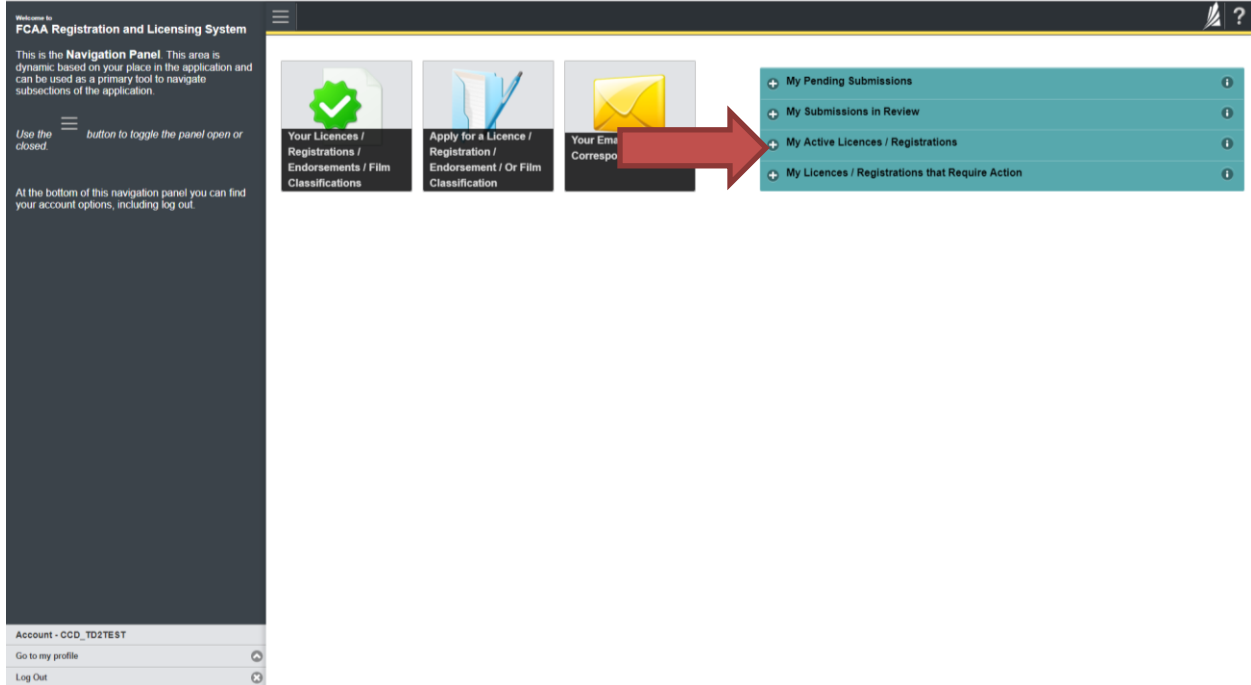 Welcome to
FCAA Registration and Licensing System
This is the Navigation Panel. This area is
dynamic based on your place in the application and
can be used as a primary tool to navigate
subsections of the application.
Use the button to toggle the panel open or
closed.
At the bottom of this navigation panel you can find
your account options, including log out.
Account - CCD_TD2TEST
Go to my profile
Log Out
?
Your Licences /
Registrations /
Endorsements / Film
Classifications
Apply for a Licence /
Registration /
Endorsement / Or Film
Classification
Your Ema
Correspo
My Pending Submissions
My Submissions in Review
My Active Licences / Registrations
My Licences / Registrations that Require Action